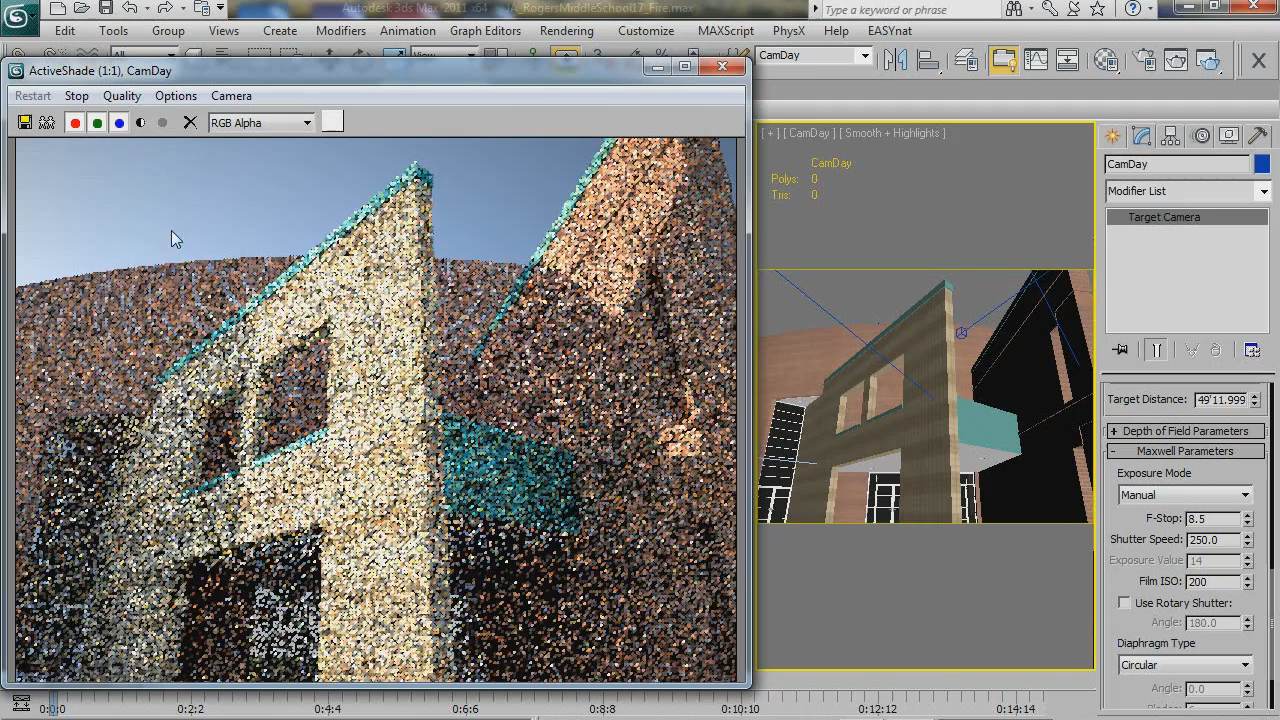 Autodesk 3ds Max 2011 x64 JA_RogersMiddleSchool17_Fire.max
Type a keyword or phrase
Edit Tools Group Views Create Modifiers Animation Graph Editors Rendering Customize MAXScript PhysX Help EASYnat
All View 3 CamDay
ActiveShade (1:1), CamDay
Restart Stop Quality Options Camera
RGB Alpha
[ + ] [ CamDay ] [ Smooth + Highlights ]
CamDay
Polys: 0
Tris: 0
CamDay
Modifier List
Target Camera
Target Distance: 49'11.999
+ Depth of Field Parameters
- Maxwell Parameters
Exposure Mode
Manual
F-Stop: 8.5
Shutter Speed: 250.0
Exposure Value 14
Film ISO: 200
Use Rotary Shutter:
Angle: 180.0
Diaphragm Type
Circular
Angle: 0.0
0:0:0 0:2:2 0:4:4 0:6:6 0:8:8 0:10:10 0:12:12 0:14:14